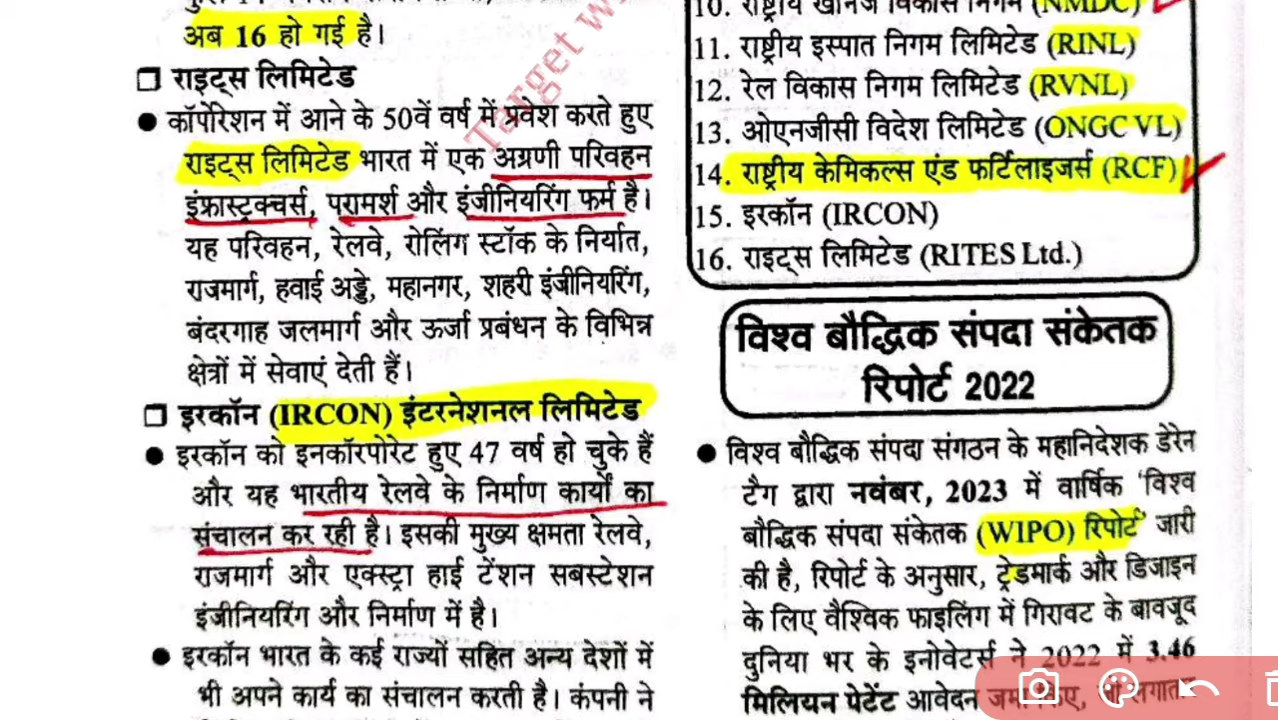 अब 16 हो गई है।
❑ राइट्स लिमिटेड
● कॉर्पोरेशन में आने के 50वें वर्ष में प्रवेश करते हुए
राइट्स लिमिटेड भारत में एक अग्रणी परिवहन
इंफ्रास्ट्रक्चर्स, परामर्श और इंजीनियरिंग फर्म है।
यह परिवहन, रेलवे, रोलिंग स्टॉक के निर्यात,
राजमार्ग, हवाई अड्डे, महानगर, शहरी इंजीनियरिंग,
बंदरगाह जलमार्ग और ऊर्जा प्रबंधन के विभिन्न
क्षेत्रों में सेवाएं देती हैं।
❑ इरकॉन (IRCON) इंटरनेशनल लिमिटेड
● इरकॉन को इनकॉरपोरेट हुए 47 वर्ष हो चुके हैं
और यह भारतीय रेलवे के निर्माण कार्यों का
संचालन कर रही है। इसकी मुख्य क्षमता रेलवे,
राजमार्ग और एक्स्ट्रा हाई टेंशन सबस्टेशन
इंजीनियरिंग और निर्माण में है।
● इरकॉन भारत के कई राज्यों सहित अन्य देशों में
भी अपने कार्य का संचालन करती है। कंपनी ने
Target
10. राष्ट्रीय खनिज विकास निगम (NMDC)
11. राष्ट्रीय इस्पात निगम लिमिटेड (RINL)
12. रेल विकास निगम लिमिटेड (RVNL)
13. ओएनजीसी विदेश लिमिटेड (ONGC VL)
14. राष्ट्रीय केमिकल्स एंड फर्टिलाइजर्स (RCF)
15. इरकॉन (IRCON)
16. राइट्स लिमिटेड (RITES Ltd.)
विश्व बौद्धिक संपदा संकेतक
रिपोर्ट 2022
● विश्व बौद्धिक संपदा संगठन के महानिदेशक डेरेन
टैग द्वारा नवंबर, 2023 में वार्षिक 'विश्व
बौद्धिक संपदा संकेतक (WIPO) रिपोर्ट' जारी
की है, रिपोर्ट के अनुसार, ट्रेडमार्क और डिजाइन
के लिए वैश्विक फाइलिंग में गिरावट के बावजूद
दुनिया भर के इनोवेटर्स ने 2022 में 3.46
मिलियन पेटेंट आवेदन जमा किए,